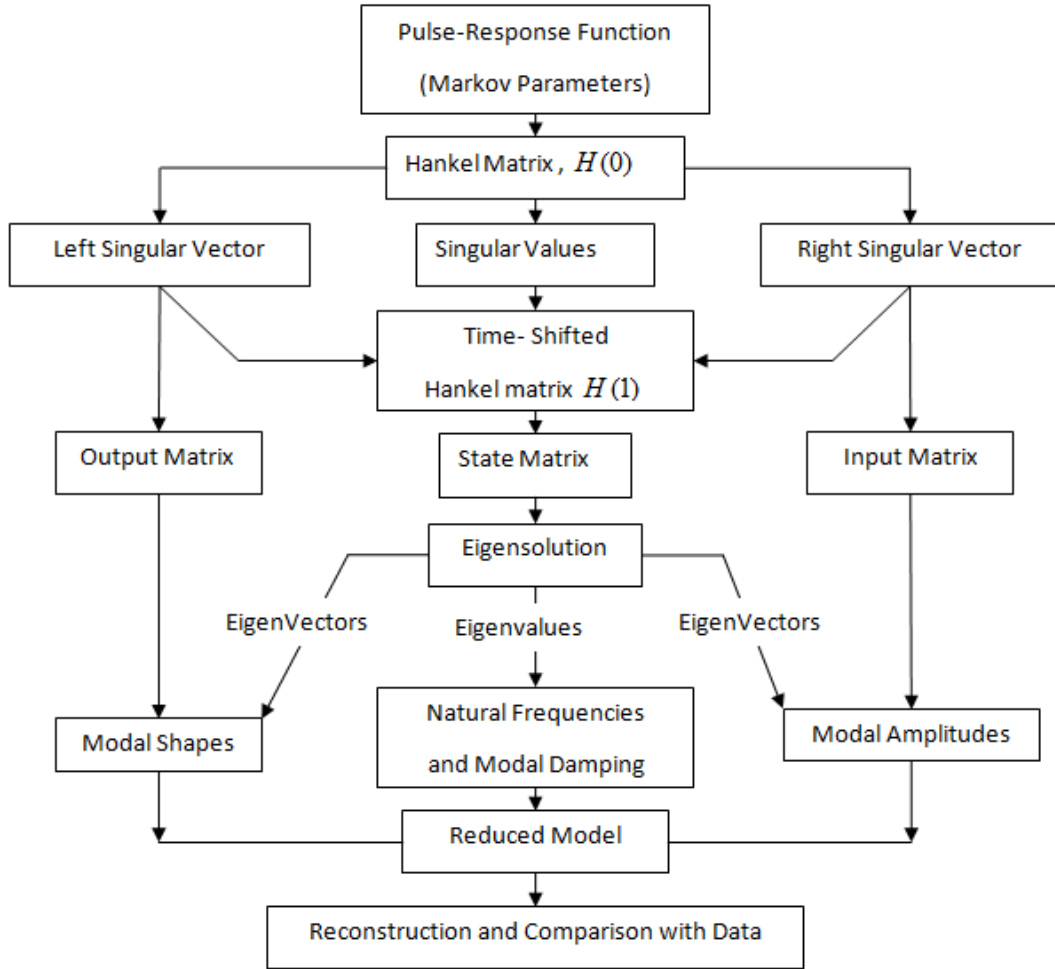 Pulse-Response Function
(Markov Parameters)
Hankel Matrix , H(0)
Left Singular Vector
Singular Values
Right Singular Vector
Time- Shifted
Hankel matrix H(1)
Output Matrix
State Matrix
Input Matrix
Eigensolution
EigenVectors
Eigenvalues
EigenVectors
Modal Shapes
Natural Frequencies
and Modal Damping
Modal Amplitudes
Reduced Model
Reconstruction and Comparison with Data